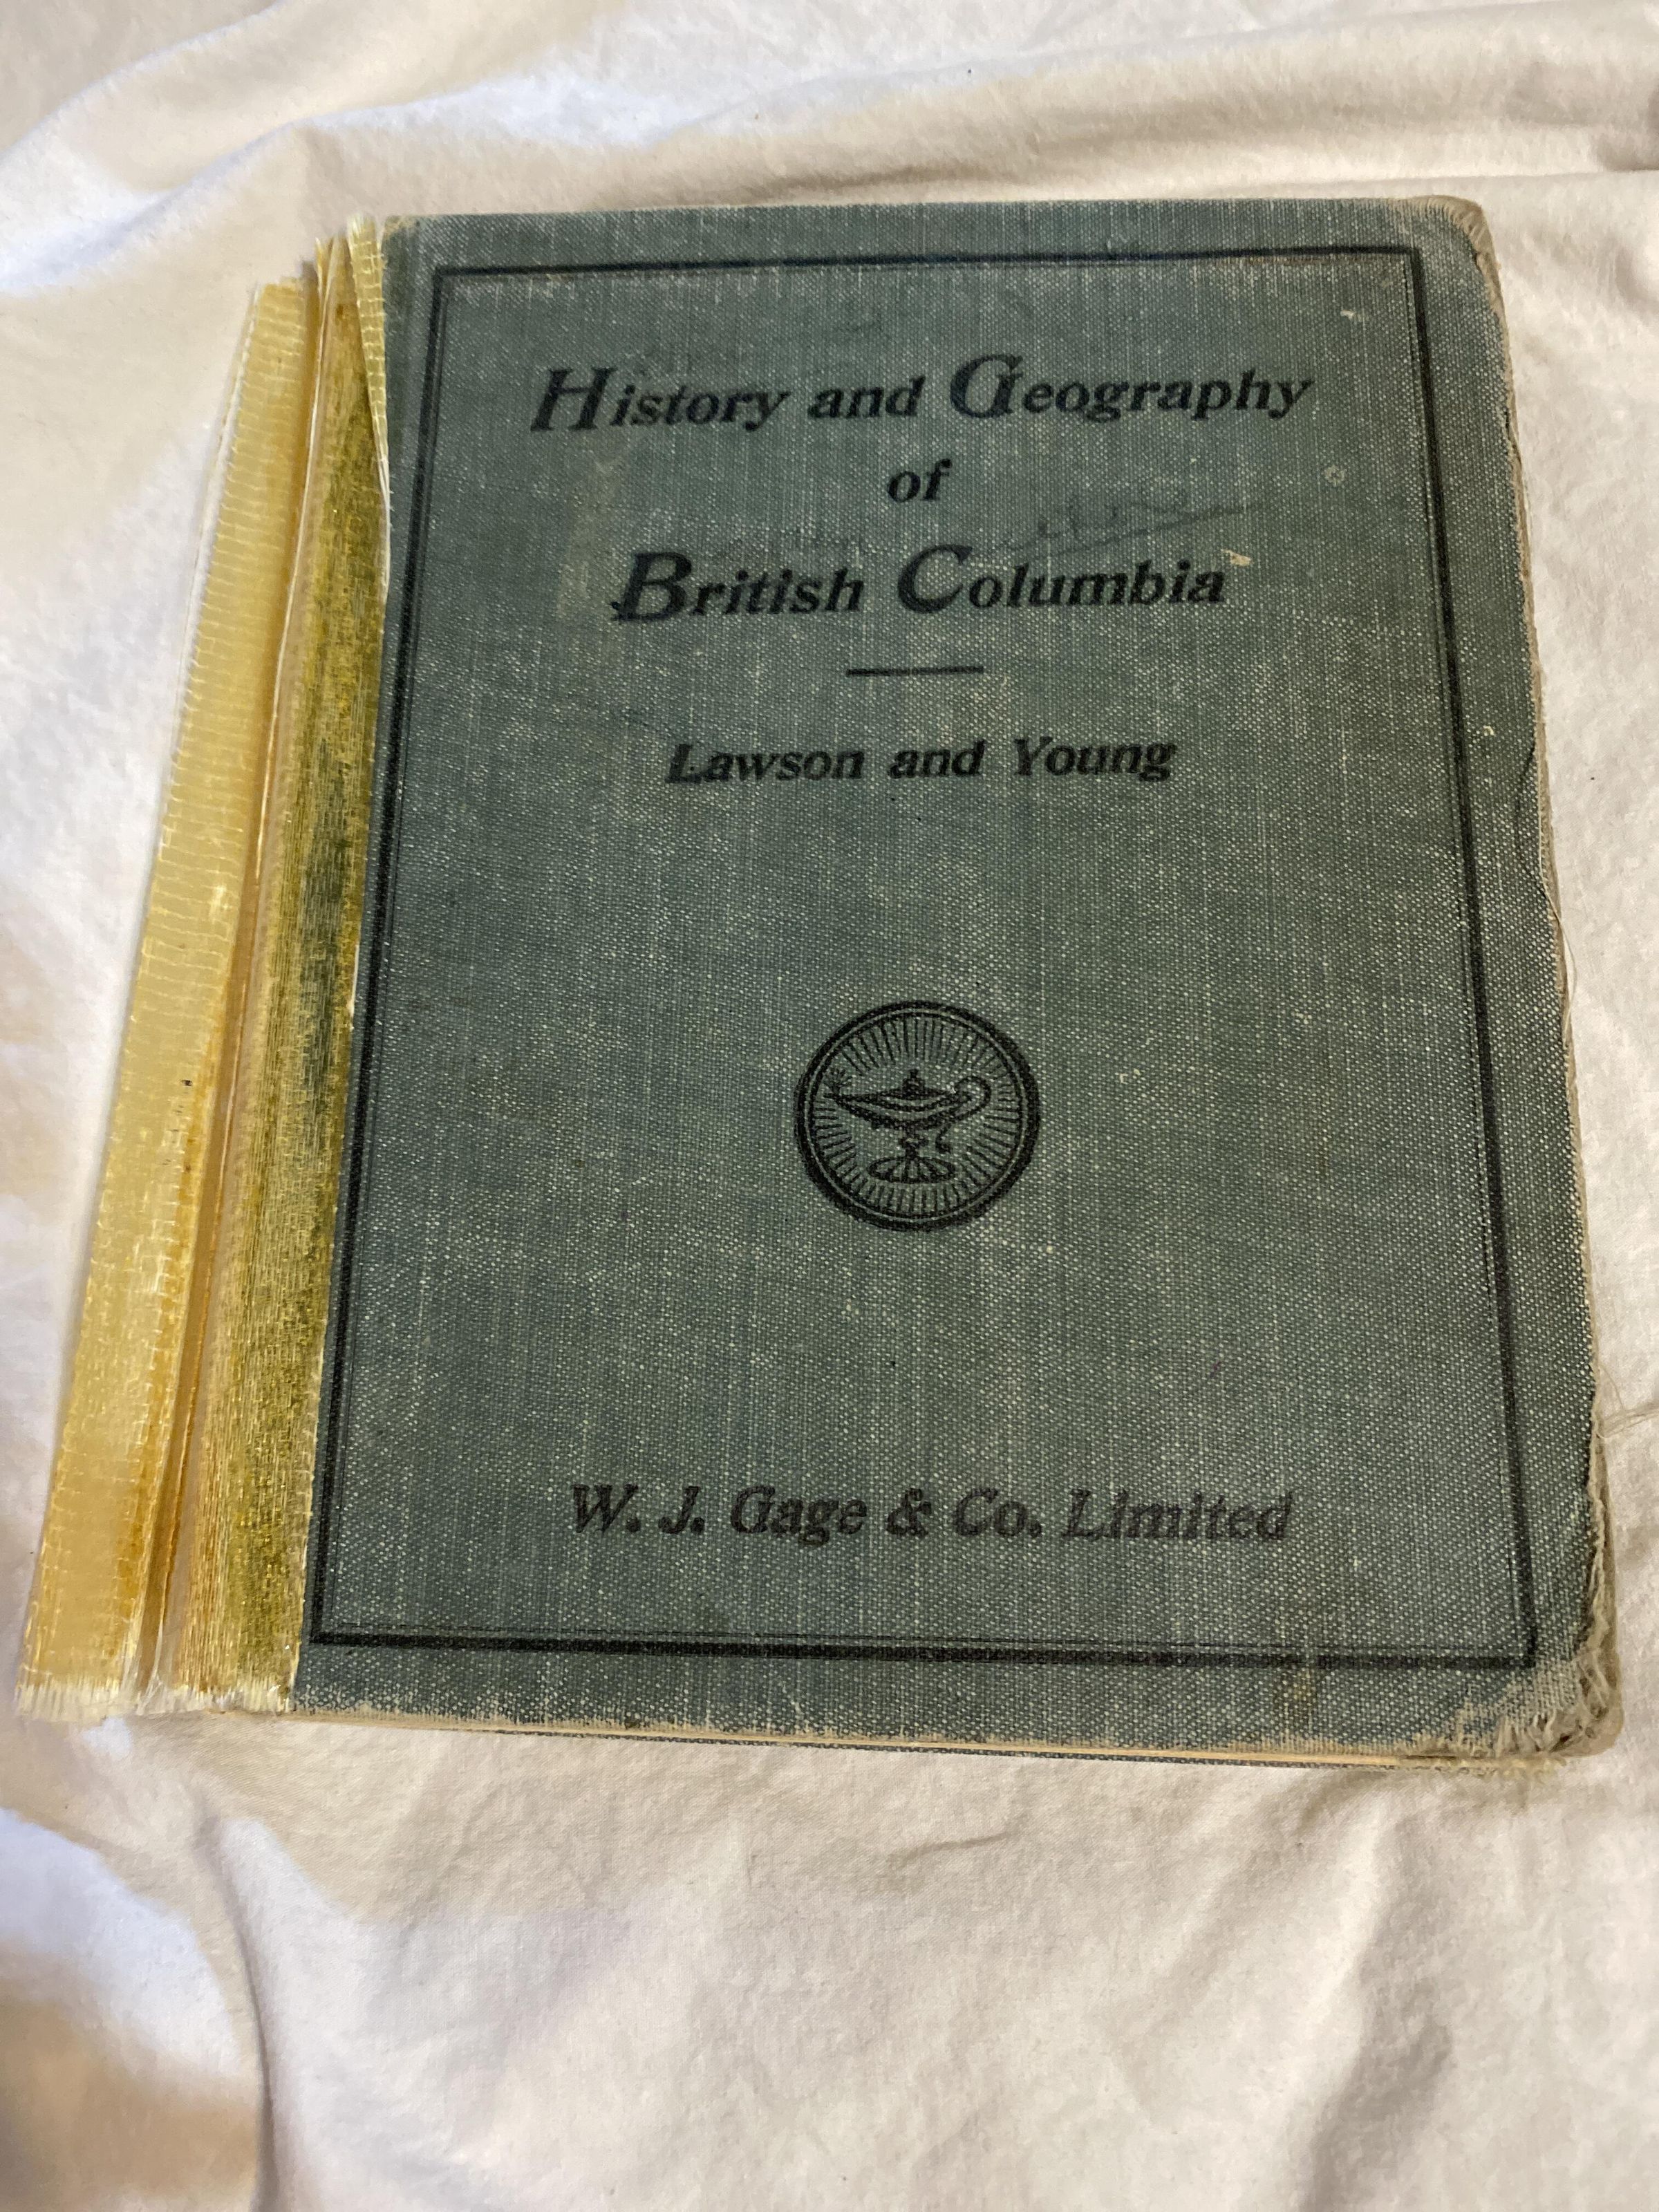 History and Geography
of
British Columbia
Lawson and Young
W. J. Gage & Co. Limited